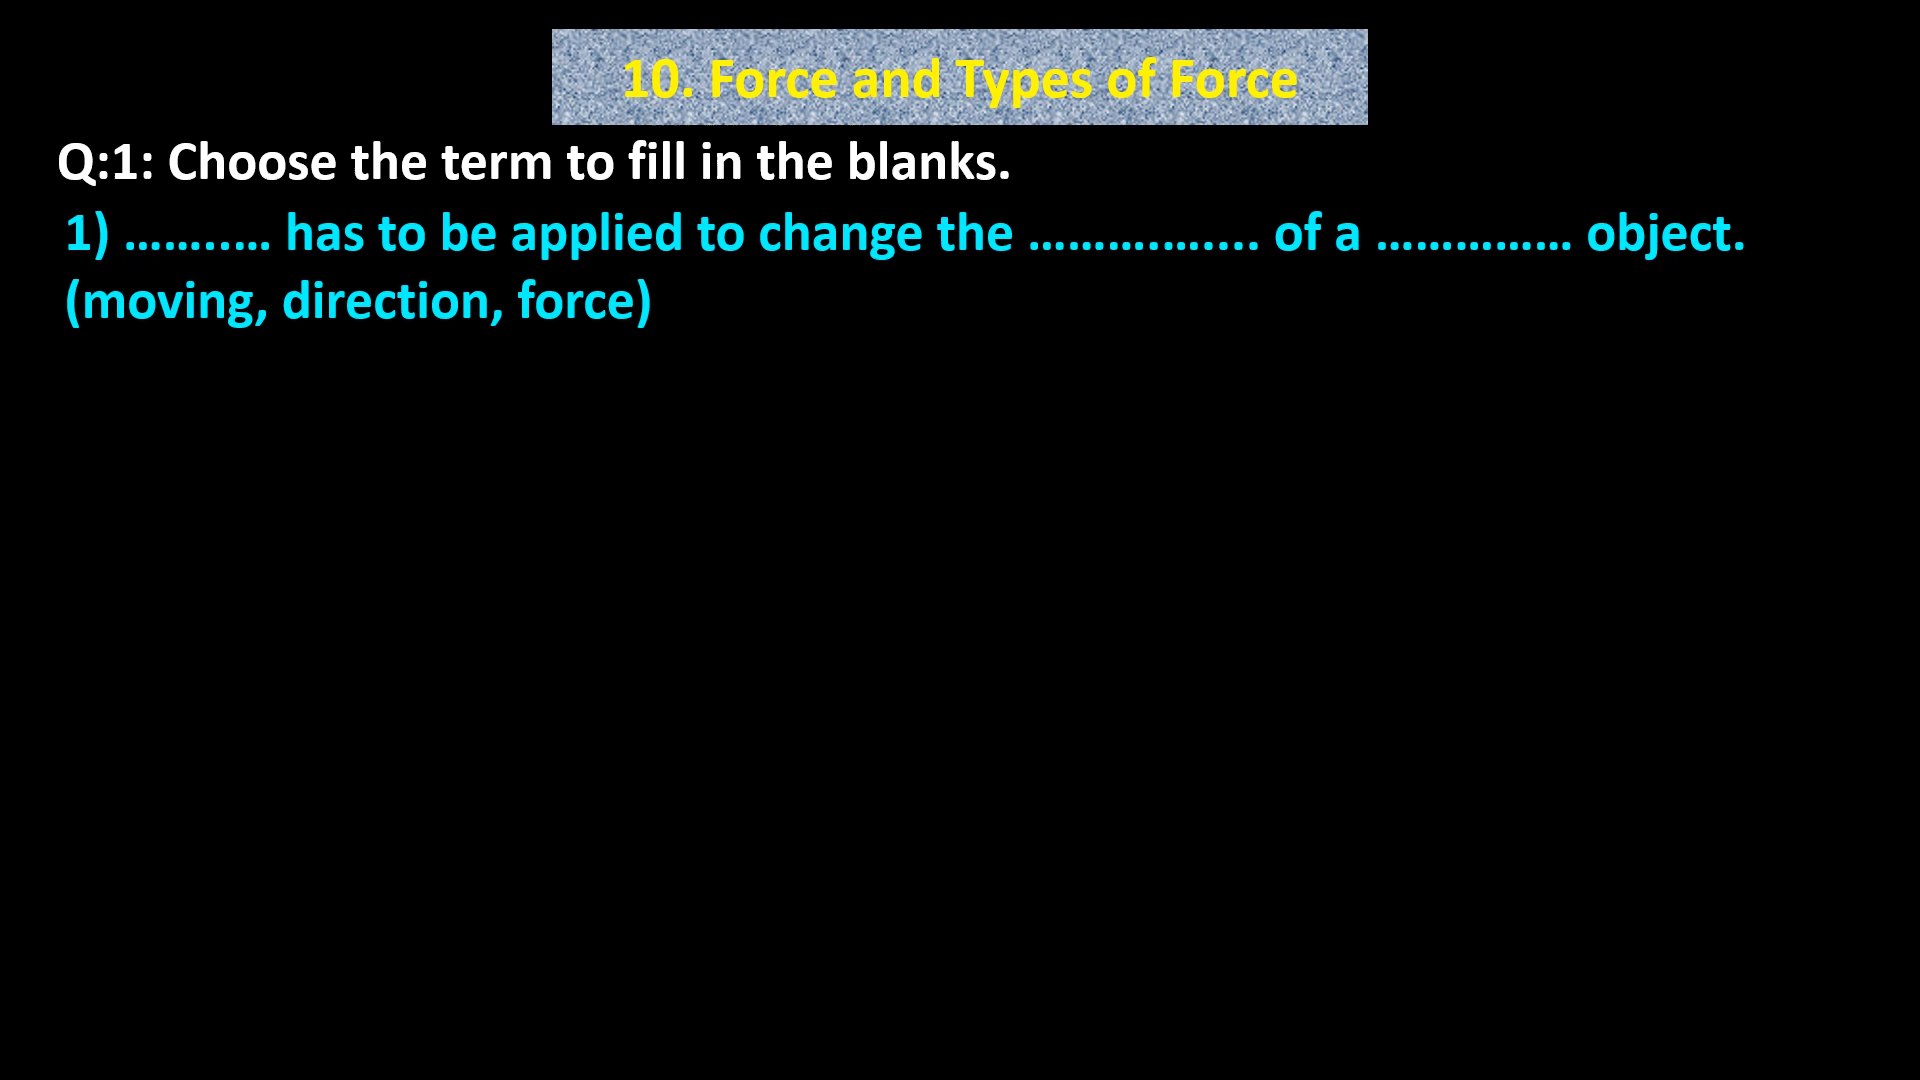 10. Force and Types of Force
Q:1: Choose the term to fill in the blanks.
1) ……..… has to be applied to change the ……….….... of a …………… object.
(moving, direction, force)